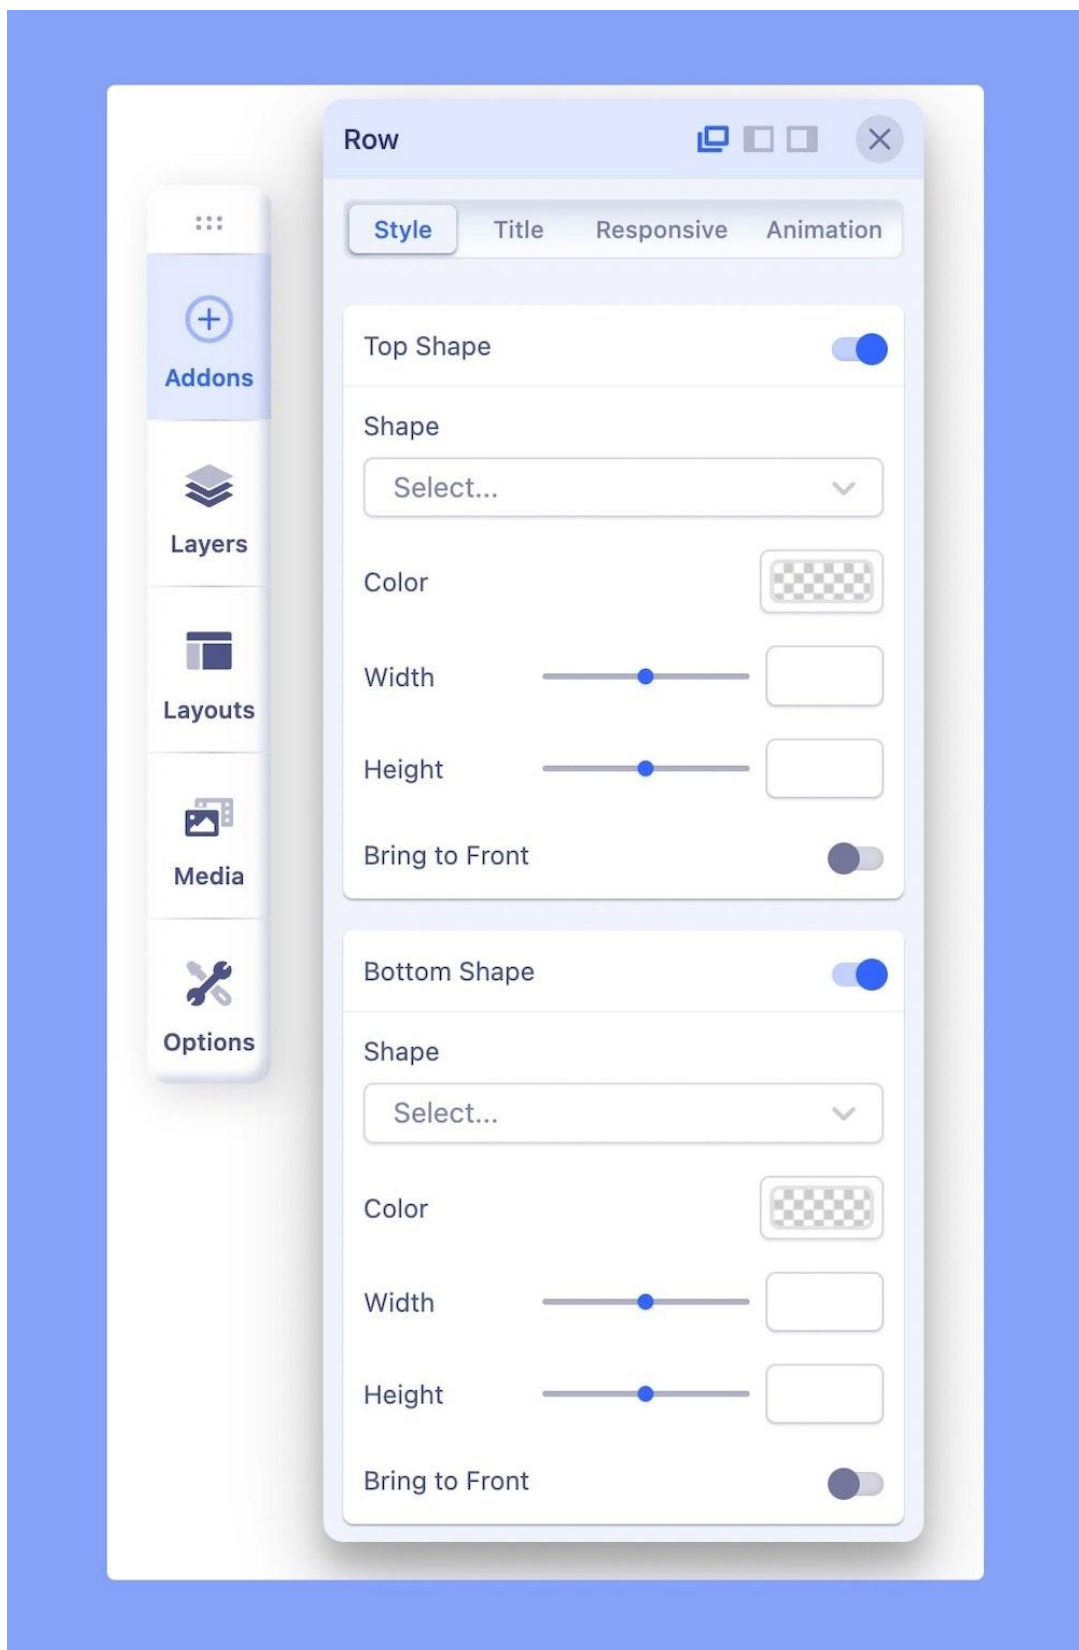 Row
Style Title Responsive Animation
Addons
Layers
Layouts
Media
Options
Top Shape
Shape
Select...
Color
Width
Height
Bring to Front
Bottom Shape
Shape
Select...
Color
Width
Height
Bring to Front